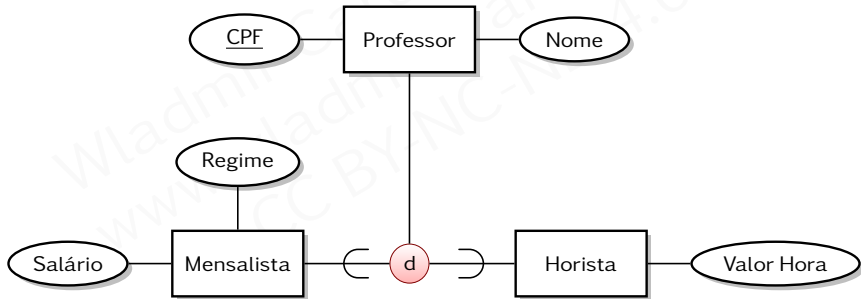 CPF
Professor
Nome
Regime
Salário
Mensalista
d
Horista
Valor Hora